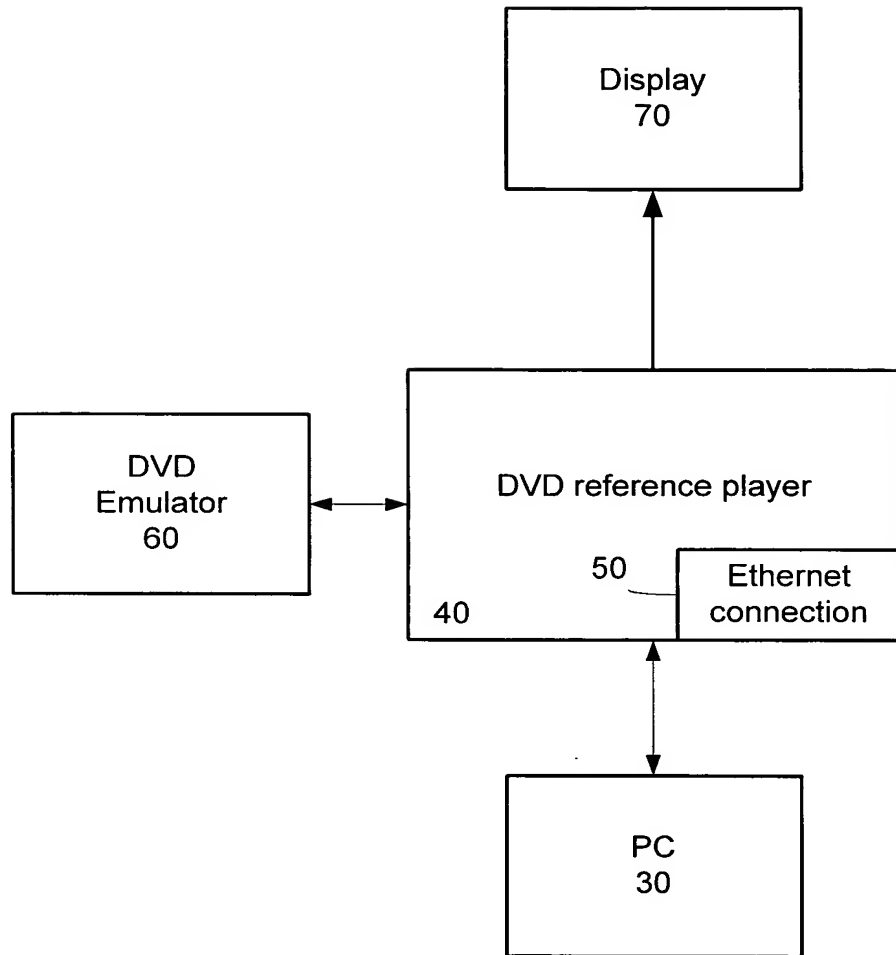 Display
70
DVD
Emulator
60
DVD reference player
50
Ethernet
connection
40
PC
30